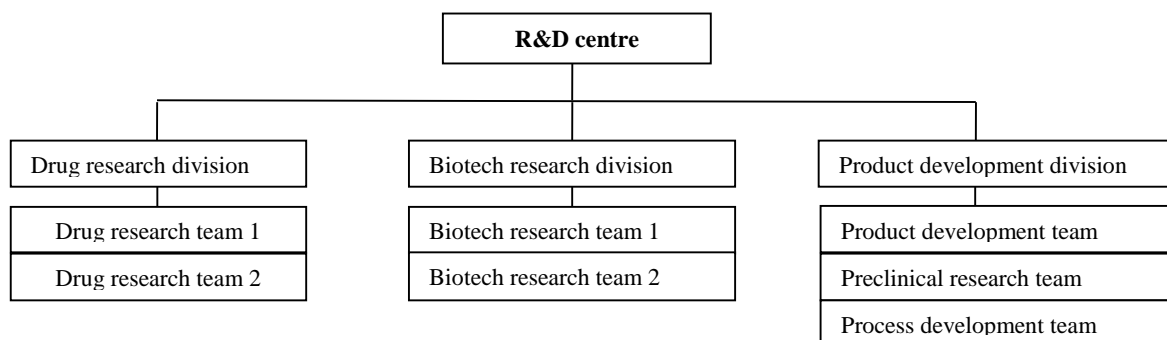 R&D centre
Drug research division
Biotech research division
Product development division
Drug research team 1
Biotech research team 1
Product development team
Drug research team 2
Biotech research team 2
Preclinical research team
Process development team